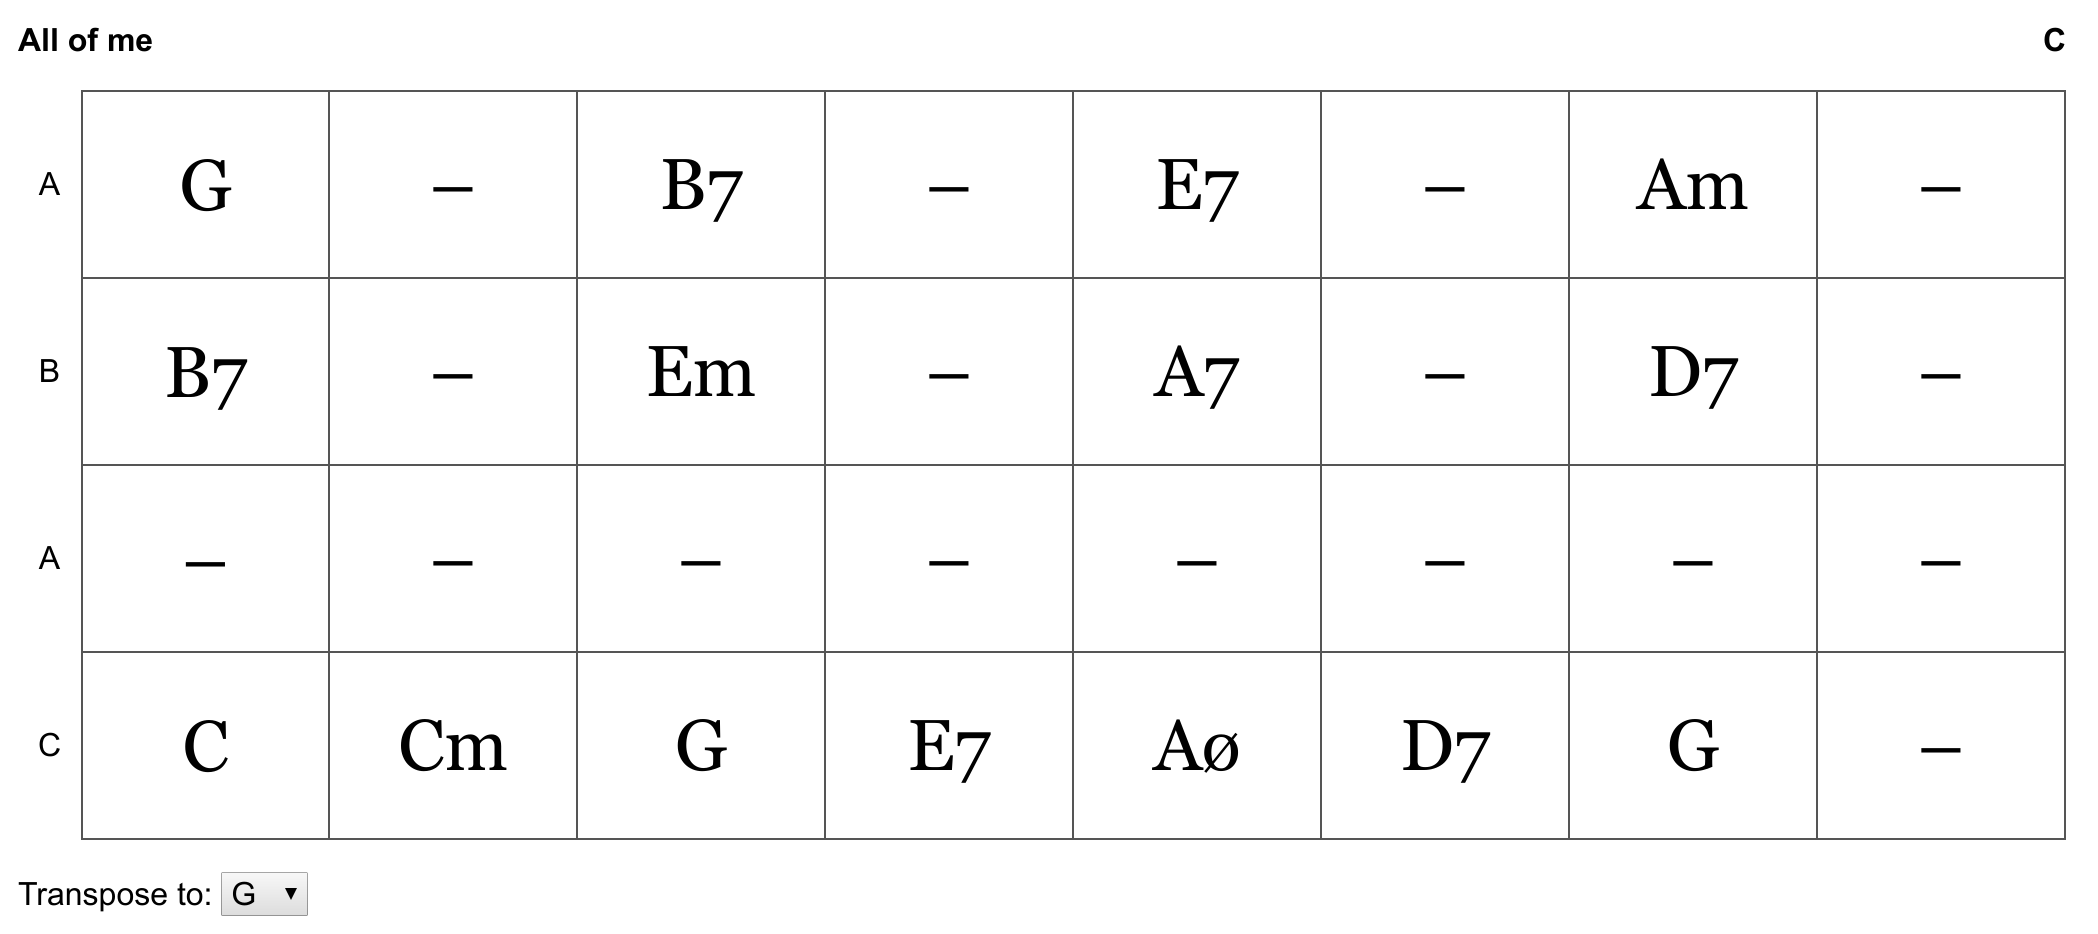 All of me C
A G – B7 – E7 – Am –
B B7 – Em – A7 – D7 –
A – – – – – – – –
C C Cm G E7 Aø D7 G –
Transpose to: G